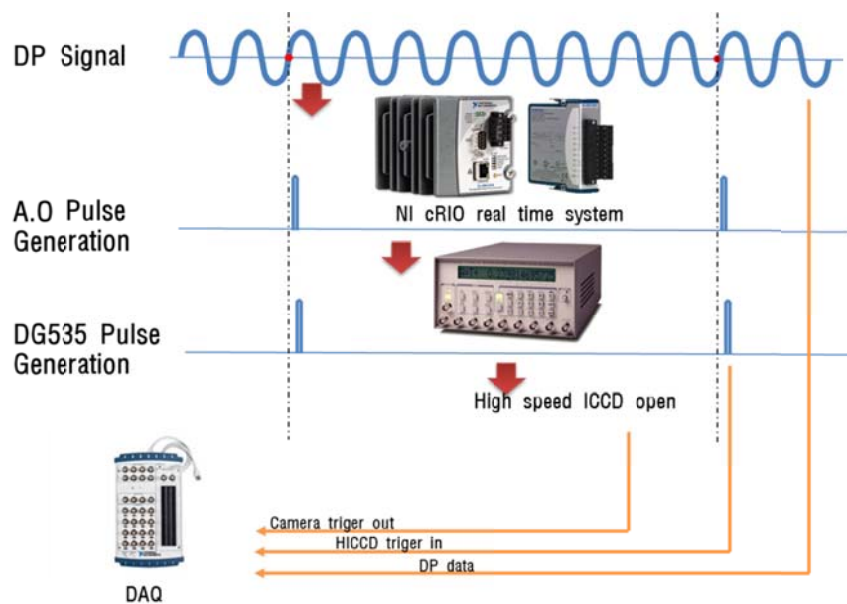 DP Signal
NI cRIO real time system
A.O Pulse
Generation
DG535 Pulse
Generation
High speed ICCD open
Camera triger out
HICCD triger in
DP data
DAQ